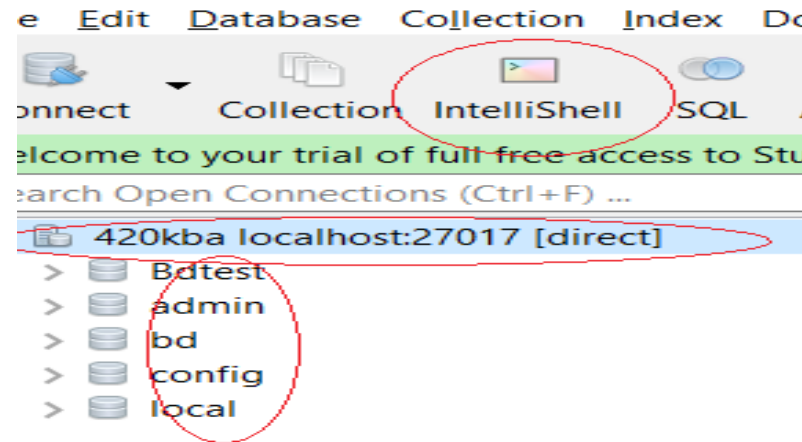 e Edit Database Collection Index Do
onnect Collection IntelliShell SQL
elcome to your trial of full free access to Stu
earch Open Connections (Ctrl+F) ...
420kba localhost:27017 [direct]
Bdtest
admin
bd
config
local